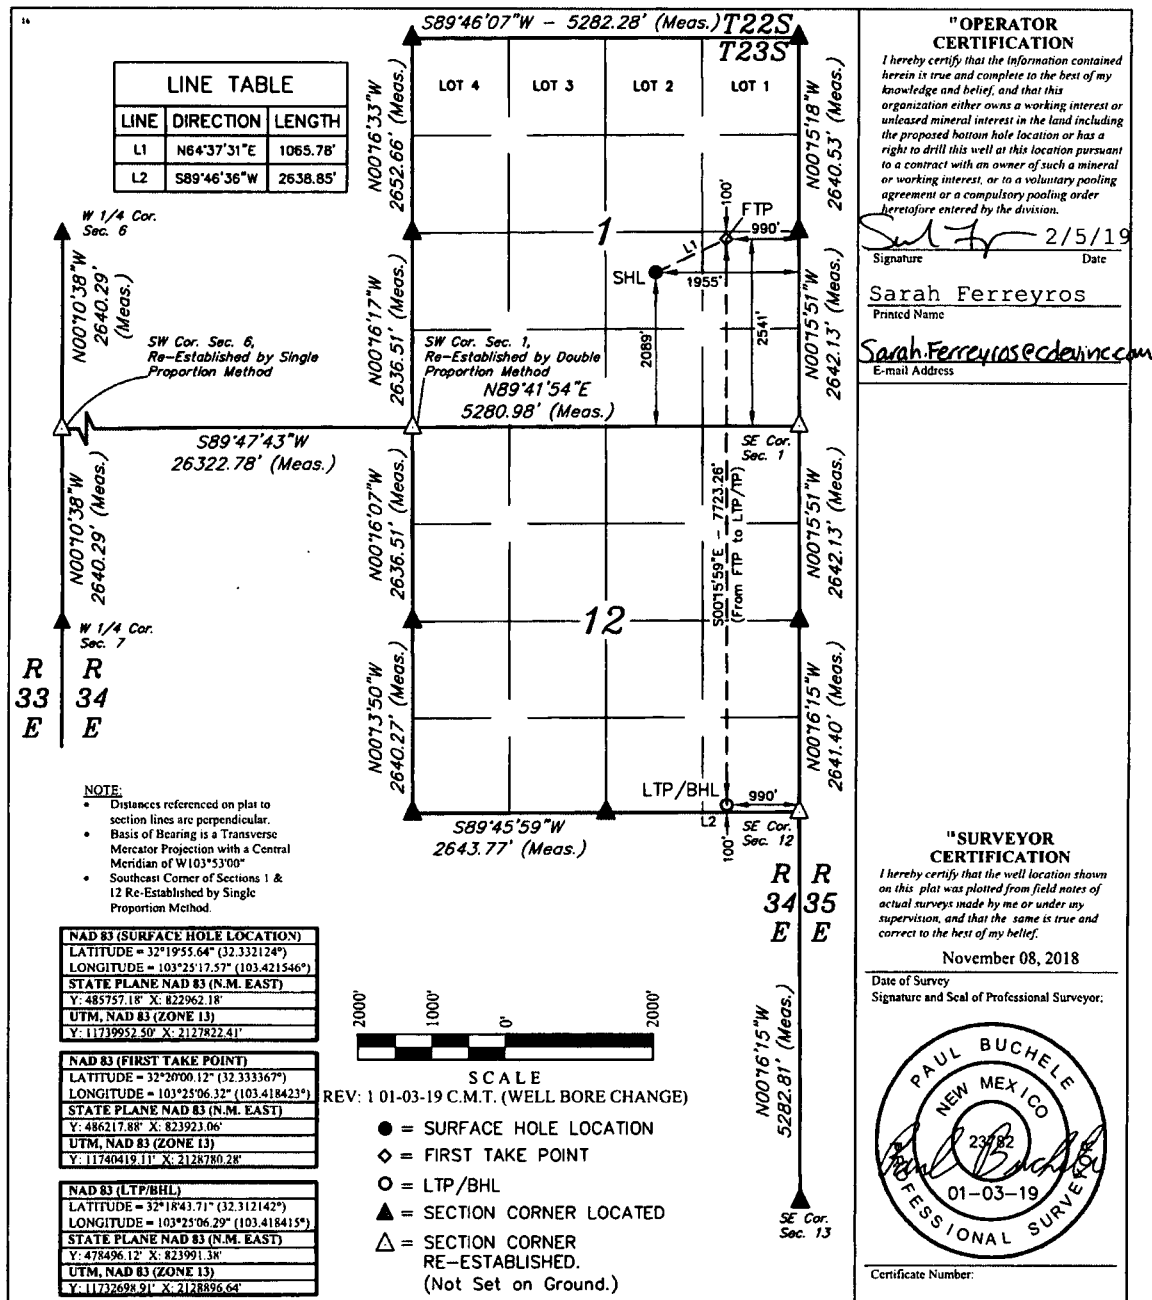 16
S89°46'07"W - 5282.28' (Meas.)
T22S
T23S
LINE TABLE
LINE DIRECTION LENGTH
L1 N64°37'31"E 1065.78'
L2 S89°46'36"W 2638.85'
LOT 4 LOT 3 LOT 2 LOT 1
N00°16'33"W
2652.66' (Meas.)
N00°15'18"W
2640.53' (Meas.)
W 1/4 Cor.
Sec. 6
1
100'
FTP
990'
L1
SHL
1955'
N00°10'38"W
2640.29'
(Meas.)
N00°16'17"W
2636.51' (Meas.)
2089'
2541'
N00°15'51"W
2642.13' (Meas.)
SW Cor. Sec. 6,
Re-Established by Single
Proportion Method
SW Cor. Sec. 1,
Re-Established by Double
Proportion Method
N89°41'54"E
5280.98' (Meas.)
S89°47'43"W
26322.78' (Meas.)
SE Cor.
Sec. 1
N00°10'38"W
2640.29' (Meas.)
N00°16'07"W
2636.51' (Meas.)
S00°15'59"E - 7723.26'
(From FTP to LTP/TP)
N00°15'51"W
2642.13' (Meas.)
W 1/4 Cor.
Sec. 7
12
R R
33 34
E E
N00°13'50"W
2640.27' (Meas.)
N00°16'15"W
2641.40' (Meas.)
LTP/BHL
990'
L2
100'
S89°45'59"W
2643.77' (Meas.)
SE Cor.
Sec. 12
R R
34 35
E E
N00°16'15"W
5282.81' (Meas.)
SE Cor.
Sec. 13
NOTE:
• Distances referenced on plat to
section lines are perpendicular.
• Basis of Bearing is a Transverse
Mercator Projection with a Central
Meridian of W103°53'00"
• Southeast Corner of Sections 1 &
12 Re-Established by Single
Proportion Method.
NAD 83 (SURFACE HOLE LOCATION)
LATITUDE = 32°19'55.64" (32.332124°)
LONGITUDE = 103°25'17.57" (103.421546°)
STATE PLANE NAD 83 (N.M. EAST)
Y: 485757.18' X: 822962.18'
UTM, NAD 83 (ZONE 13)
Y: 11739952.50' X: 2127822.41'
NAD 83 (FIRST TAKE POINT)
LATITUDE = 32°20'00.12" (32.333367°)
LONGITUDE = 103°25'06.32" (103.418423°)
STATE PLANE NAD 83 (N.M. EAST)
Y: 486217.88' X: 823923.06'
UTM, NAD 83 (ZONE 13)
Y: 11740419.11' X: 2128780.28'
NAD 83 (LTP/BHL)
LATITUDE = 32°18'43.71" (32.312142°)
LONGITUDE = 103°25'06.29" (103.418415°)
STATE PLANE NAD 83 (N.M. EAST)
Y: 478496.12' X: 823991.38'
UTM, NAD 83 (ZONE 13)
Y: 11732698.91' X: 2128896.64'
2000' 1000' 0' 2000'
SCALE
REV: 1 01-03-19 C.M.T. (WELL BORE CHANGE)
= SURFACE HOLE LOCATION
= FIRST TAKE POINT
= LTP/BHL
= SECTION CORNER LOCATED
= SECTION CORNER
RE-ESTABLISHED.
(Not Set on Ground.)
"OPERATOR
CERTIFICATION
I hereby certify that the information contained
herein is true and complete to the best of my
knowledge and belief, and that this
organization either owns a working interest or
unleased mineral interest in the land including
the proposed bottom hole location or has a
right to drill this well at this location pursuant
to a contract with an owner of such a mineral
or working interest, or to a voluntary pooling
agreement or a compulsory pooling order
heretofore entered by the division.
2/5/19
Signature Date
Sarah Ferreyros
Printed Name
Sarah.Ferreyros@cdevinc.com
E-mail Address
"SURVEYOR
CERTIFICATION
I hereby certify that the well location shown
on this plat was plotted from field notes of
actual surveys made by me or under my
supervision, and that the same is true and
correct to the best of my belief.
November 08, 2018
Date of Survey
Signature and Seal of Professional Surveyor:
PAUL BUCHELE
NEW MEXICO
23782
01-03-19
PROFESSIONAL SURVEYOR
Certificate Number: